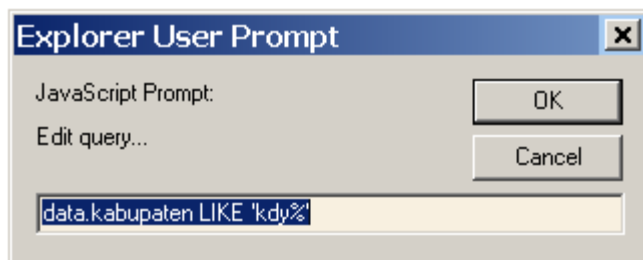 Explorer User Prompt
JavaScript Prompt:
OK
Edit query...
Cancel
data.kabupaten LIKE 'kdy%'